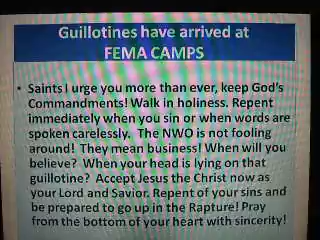 Guillotines have arrived at
FEMA CAMPS
• Saints I urge you more than ever, keep God's
Commandments! Walk in holiness. Repent
immediately when you sin or when words are
spoken carelessly.  The NWO is not fooling
around!  They mean business! When will you
believe?  When your head is lying on that
guillotine?  Accept Jesus the Christ now as
your Lord and Savior. Repent of your sins and
be prepared to go up in the Rapture! Pray
from the bottom of your heart with sincerity!